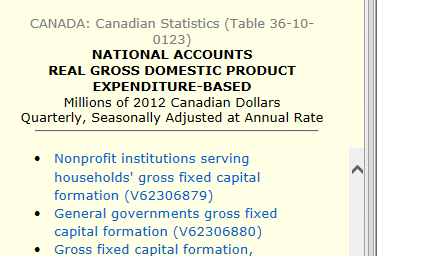 CANADA: Canadian Statistics (Table 36-10-
0123)
NATIONAL ACCOUNTS
REAL GROSS DOMESTIC PRODUCT
EXPENDITURE-BASED
Millions of 2012 Canadian Dollars
Quarterly, Seasonally Adjusted at Annual Rate
• Nonprofit institutions serving
households' gross fixed capital
formation (V62306879)
• General governments gross fixed
capital formation (V62306880)
• Gross fixed capital formation,